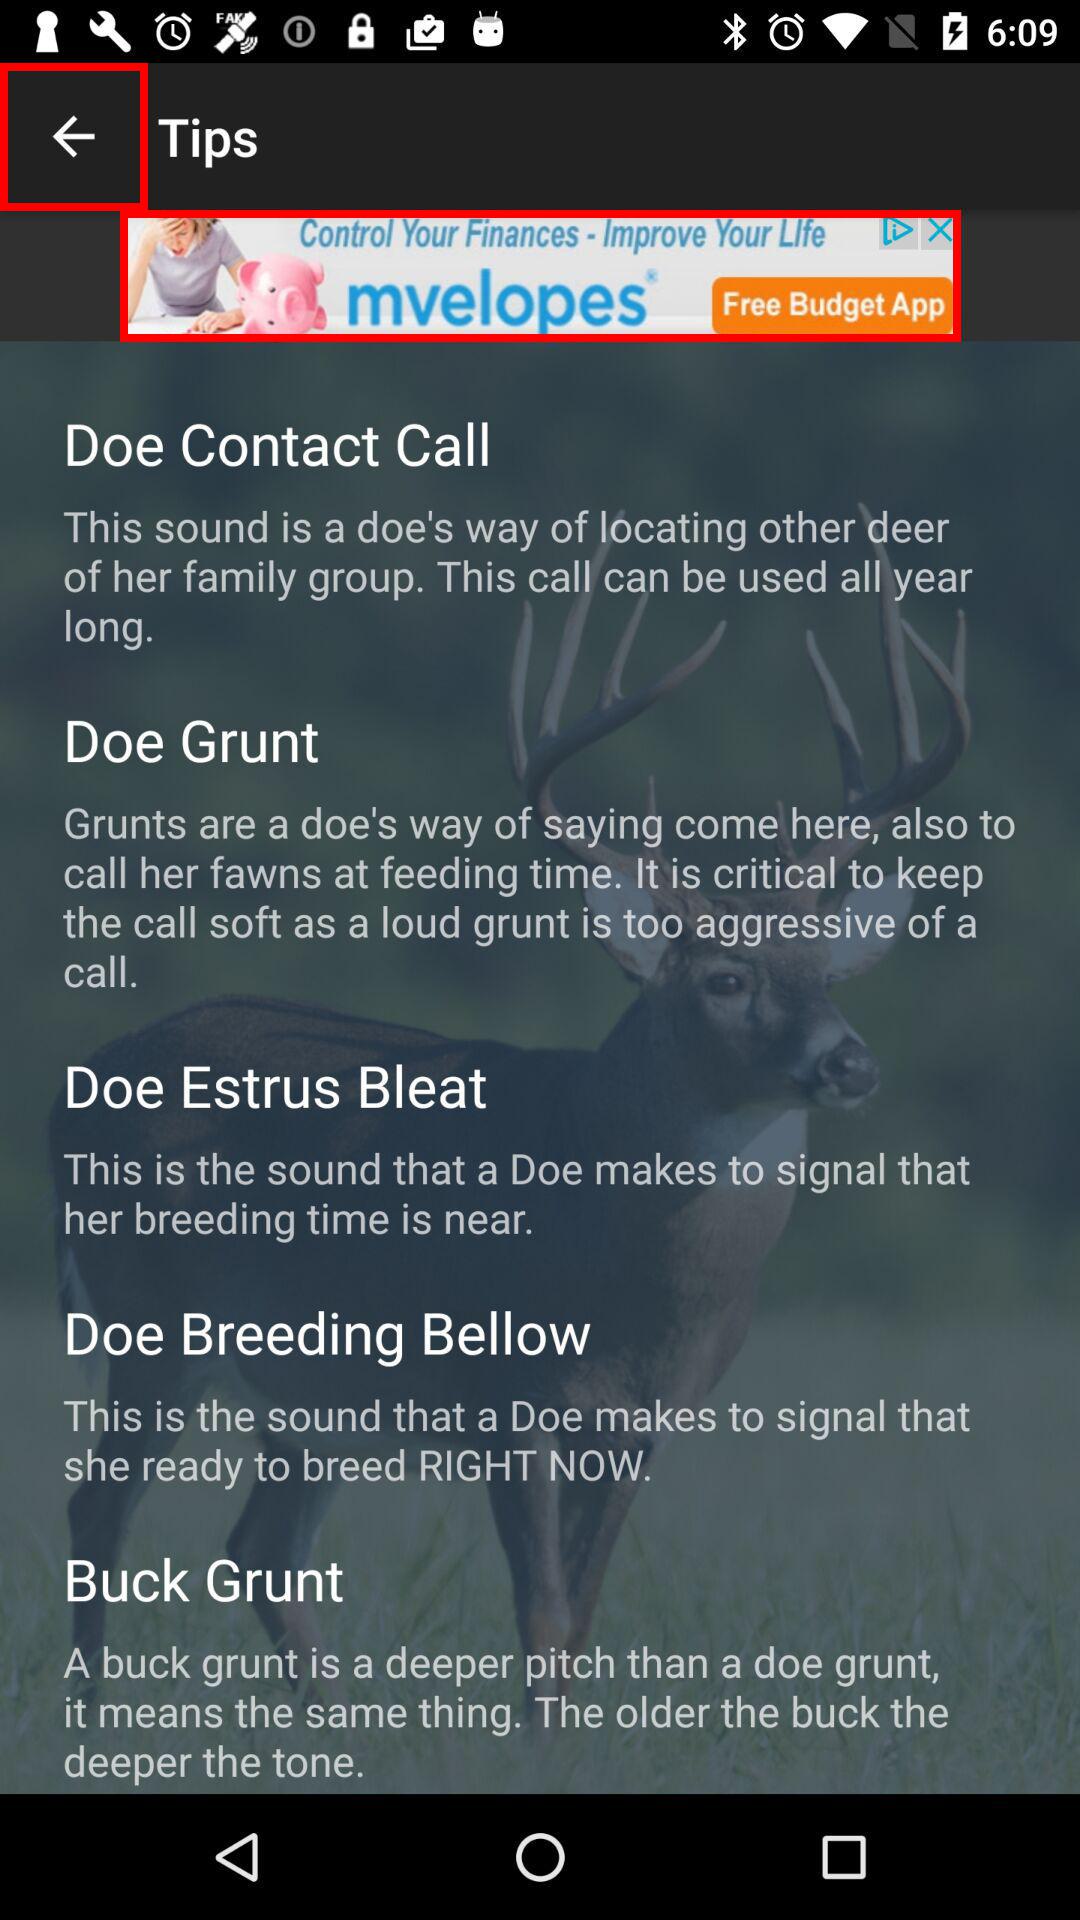 FAKE
6:09
Tips
Control Your Finances - Improve Your LIfe
mvelopes®
Free Budget App
Doe Contact Call
This sound is a doe's way of locating other deer
of her family group. This call can be used all year
long.
Doe Grunt
Grunts are a doe's way of saying come here, also to
call her fawns at feeding time. It is critical to keep
the call soft as a loud grunt is too aggressive of a
call.
Doe Estrus Bleat
This is the sound that a Doe makes to signal that
her breeding time is near.
Doe Breeding Bellow
This is the sound that a Doe makes to signal that
she ready to breed RIGHT NOW.
Buck Grunt
A buck grunt is a deeper pitch than a doe grunt,
it means the same thing. The older the buck the
deeper the tone.